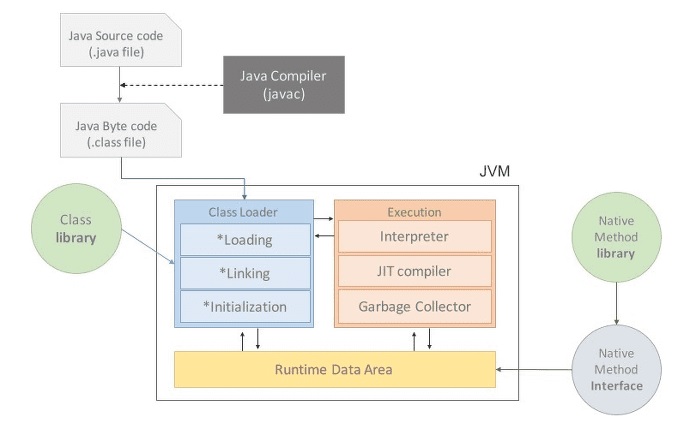 Java Source code
(.java file)
Java Compiler
(javac)
Java Byte code
(.class file)
JVM
Class
library
Class Loader
*Loading
*Linking
*Initialization
Execution
Interpreter
JIT compiler
Garbage Collector
Runtime Data Area
Native
Method
library
Native
Method
Interface